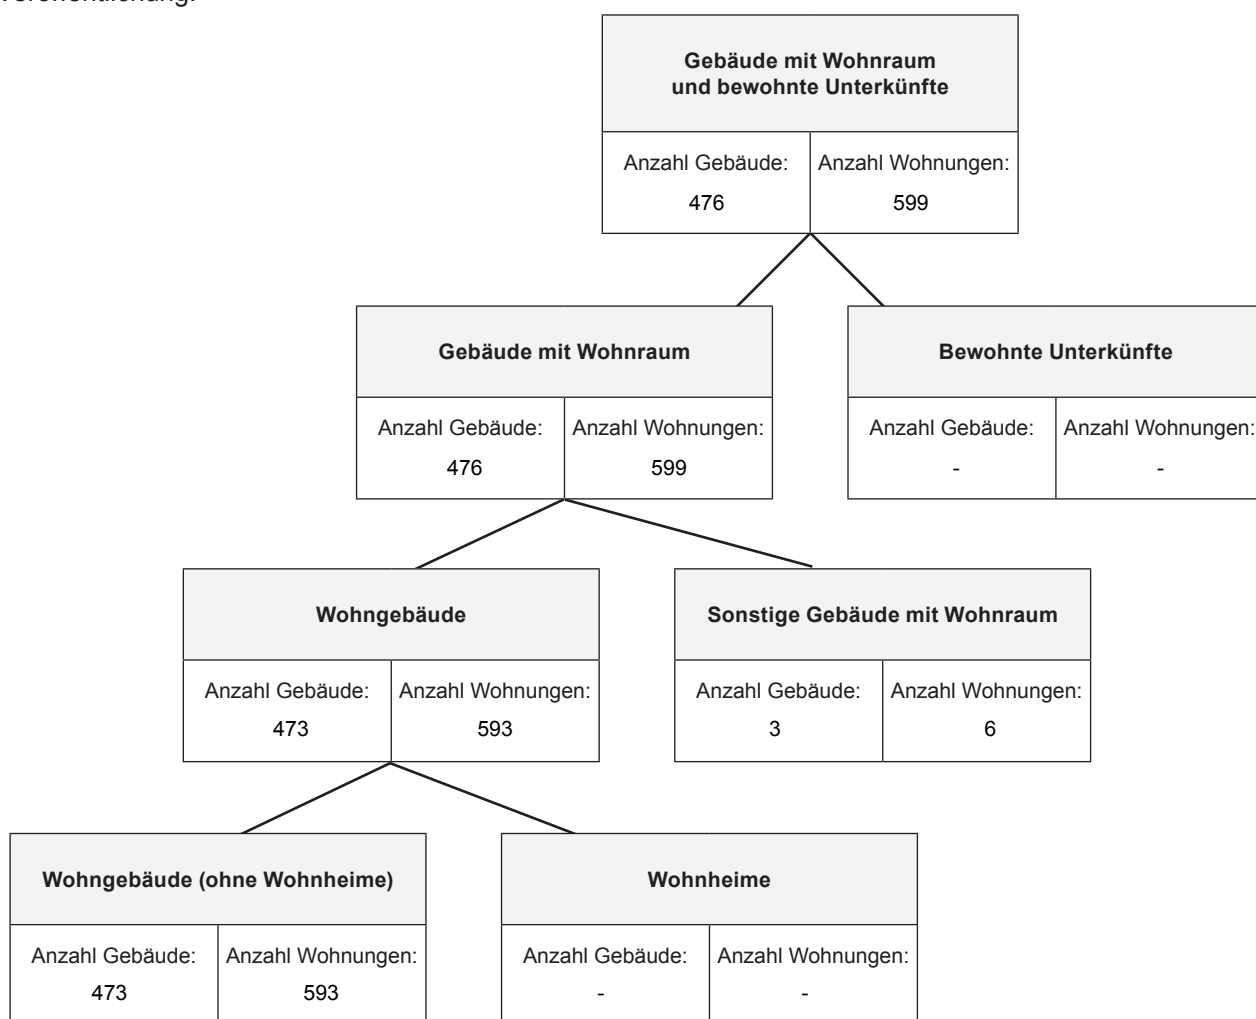 Veröffentlichung.
Gebäude mit Wohnraum
und bewohnte Unterkünfte
Anzahl Gebäude: Anzahl Wohnungen:
476 599
Gebäude mit Wohnraum Bewohnte Unterkünfte
Anzahl Gebäude: Anzahl Wohnungen: Anzahl Gebäude: Anzahl Wohnungen:
476 599 - -
Wohngebäude Sonstige Gebäude mit Wohnraum
Anzahl Gebäude: Anzahl Wohnungen: Anzahl Gebäude: Anzahl Wohnungen:
473 593 3 6
Wohngebäude (ohne Wohnheime) Wohnheime
Anzahl Gebäude: Anzahl Wohnungen: Anzahl Gebäude: Anzahl Wohnungen:
473 593 - -